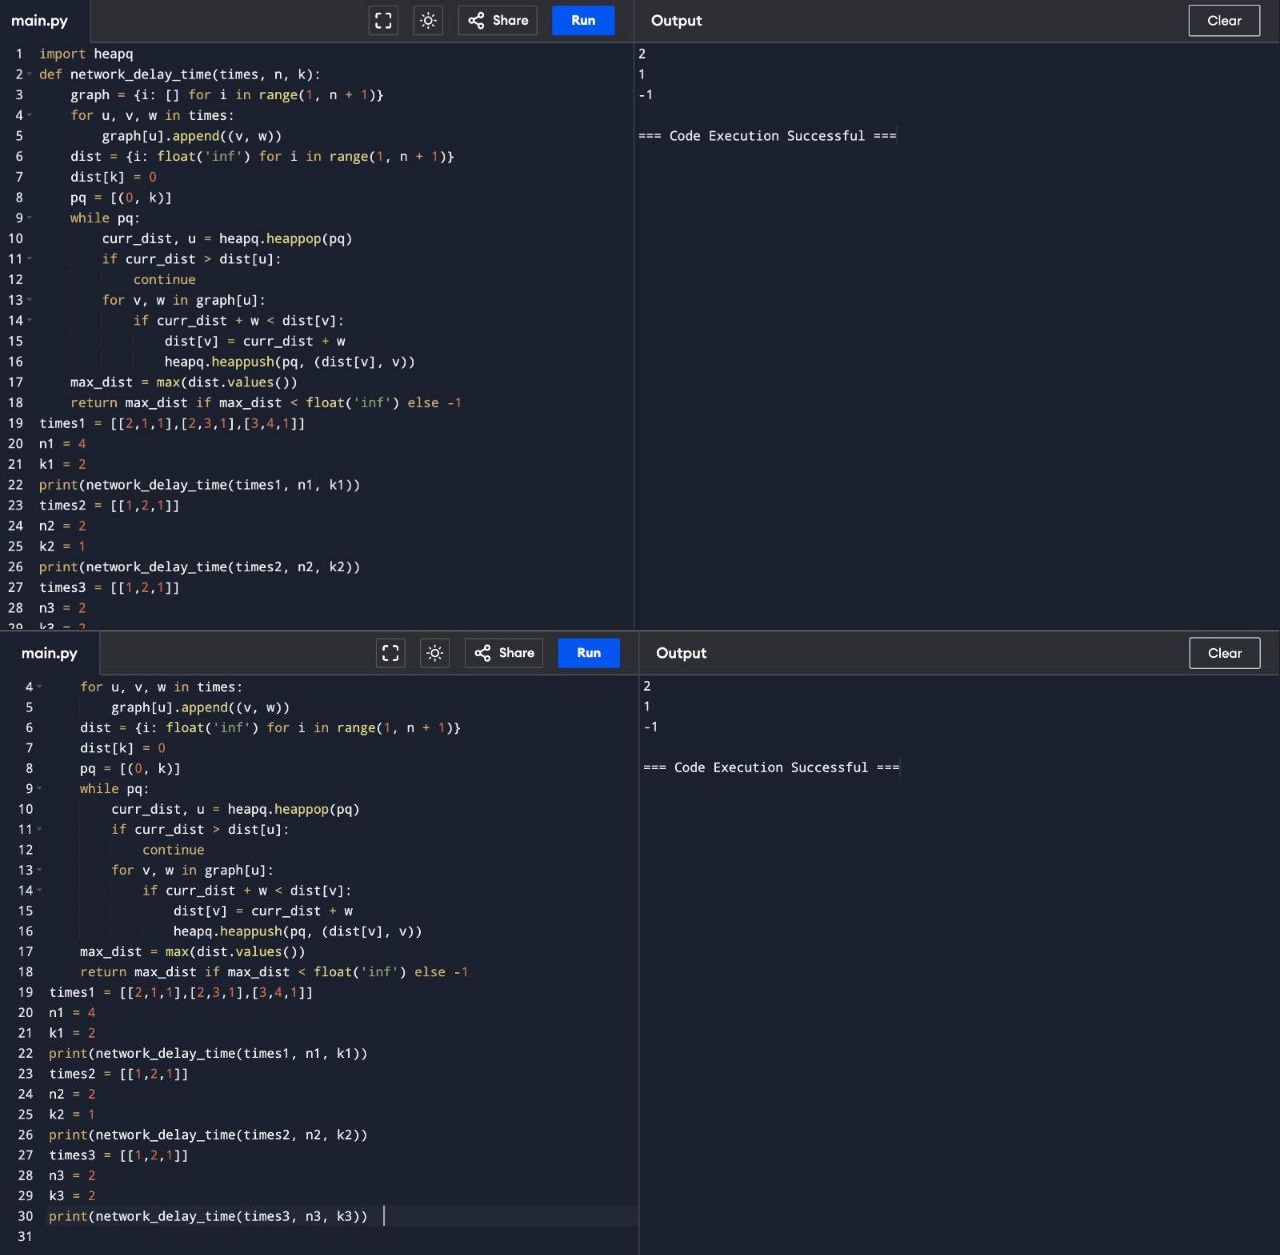 main.py Share Run Output Clear
1 import heapq
2 def network_delay_time(times, n, k):
3     graph = {i: [] for i in range(1, n + 1)}
4     for u, v, w in times:
5         graph[u].append((v, w))
6     dist = {i: float('inf') for i in range(1, n + 1)}
7     dist[k] = 0
8     pq = [(0, k)]
9     while pq:
10         curr_dist, u = heapq.heappop(pq)
11         if curr_dist > dist[u]:
12             continue
13         for v, w in graph[u]:
14             if curr_dist + w < dist[v]:
15                 dist[v] = curr_dist + w
16                 heapq.heappush(pq, (dist[v], v))
17     max_dist = max(dist.values())
18     return max_dist if max_dist < float('inf') else -1
19 times1 = [[2,1,1],[2,3,1],[3,4,1]]
20 n1 = 4
21 k1 = 2
22 print(network_delay_time(times1, n1, k1))
23 times2 = [[1,2,1]]
24 n2 = 2
25 k2 = 1
26 print(network_delay_time(times2, n2, k2))
27 times3 = [[1,2,1]]
28 n3 = 2
29 k3 = 2
2
1
-1
=== Code Execution Successful ===
main.py Share Run Output Clear
4     for u, v, w in times:
5         graph[u].append((v, w))
6     dist = {i: float('inf') for i in range(1, n + 1)}
7     dist[k] = 0
8     pq = [(0, k)]
9     while pq:
10         curr_dist, u = heapq.heappop(pq)
11         if curr_dist > dist[u]:
12             continue
13         for v, w in graph[u]:
14             if curr_dist + w < dist[v]:
15                 dist[v] = curr_dist + w
16                 heapq.heappush(pq, (dist[v], v))
17     max_dist = max(dist.values())
18     return max_dist if max_dist < float('inf') else -1
19 times1 = [[2,1,1],[2,3,1],[3,4,1]]
20 n1 = 4
21 k1 = 2
22 print(network_delay_time(times1, n1, k1))
23 times2 = [[1,2,1]]
24 n2 = 2
25 k2 = 1
26 print(network_delay_time(times2, n2, k2))
27 times3 = [[1,2,1]]
28 n3 = 2
29 k3 = 2
30 print(network_delay_time(times3, n3, k3))
31
2
1
-1
=== Code Execution Successful ===